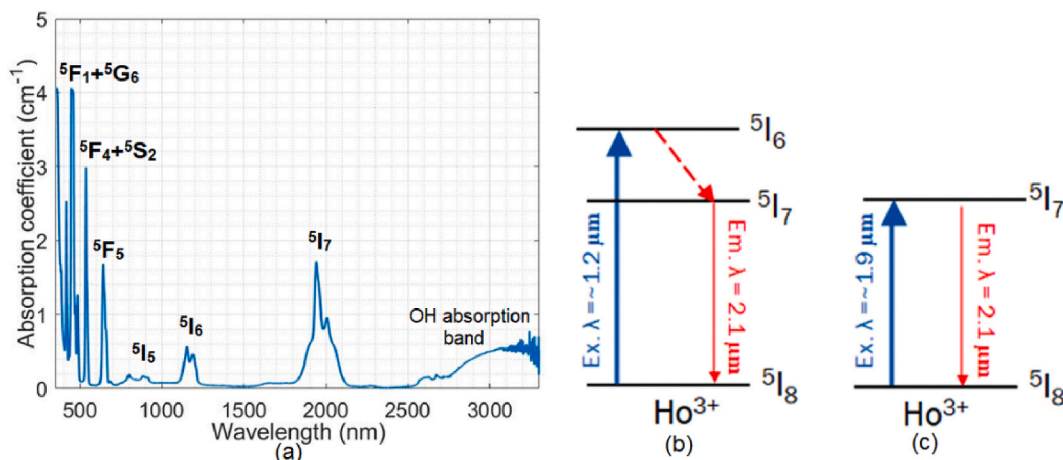 5
4
3
2
1
0
Absorption coefficient (cm⁻¹)
⁵F₁+⁵G₆
⁵F₄+⁵S₂
⁵F₅
⁵I₅
⁵I₆
⁵I₇
OH absorption
band
500 1000 1500 2000 2500 3000
Wavelength (nm)
(a)
⁵I₆
⁵I₇
⁵I₈
Ex. λ =~1.2 μm
Em. λ = 2.1 μm
Ho³⁺
(b)
⁵I₇
⁵I₈
Ex. λ =~1.9 μm
Em. λ = 2.1 μm
Ho³⁺
(c)